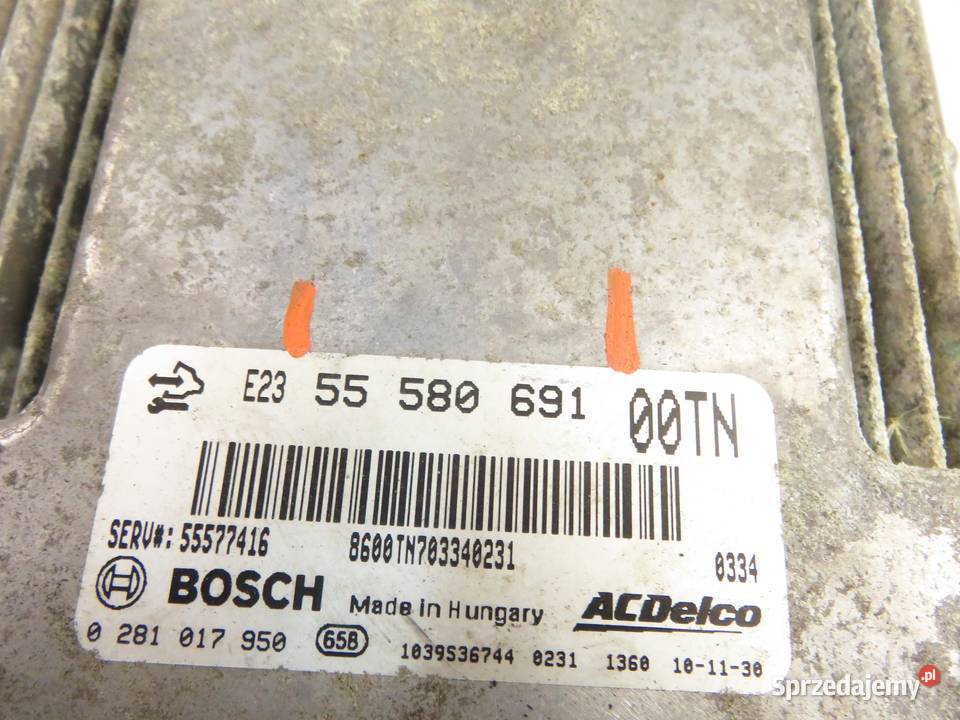 E23 55 580 691 00TN
SERV#: 55577416 8600TN703340231 0334
BOSCH Made in Hungary ACDelco
0 281 017 950 65B 1039S36744 0231 1360 10-11-30
Sprzedajemy.pl